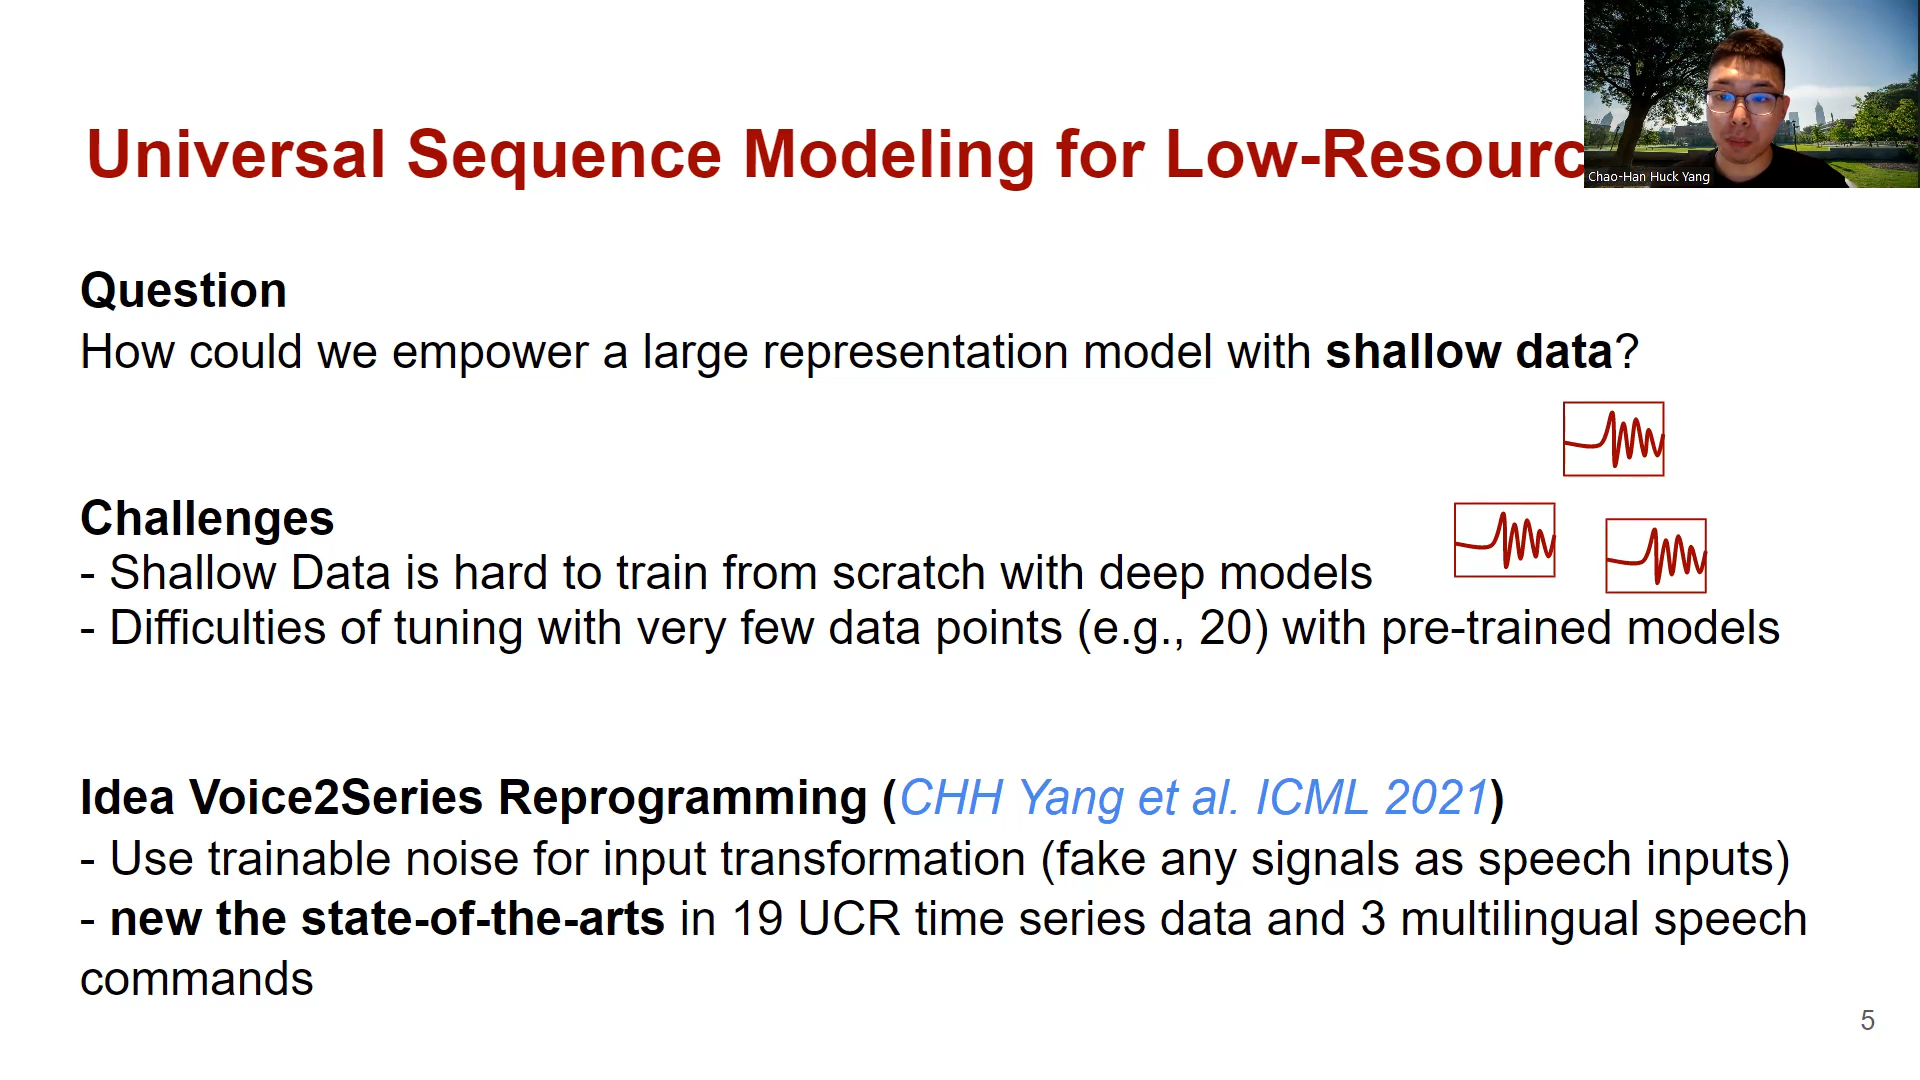 Universal Sequence Modeling for Low-Resourc
Chao-Han Huck Yang
Question
How could we empower a large representation model with shallow data?
Challenges
- Shallow Data is hard to train from scratch with deep models
- Difficulties of tuning with very few data points (e.g., 20) with pre-trained models
Idea Voice2Series Reprogramming (CHH Yang et al. ICML 2021)
- Use trainable noise for input transformation (fake any signals as speech inputs)
- new the state-of-the-arts in 19 UCR time series data and 3 multilingual speech
commands
5